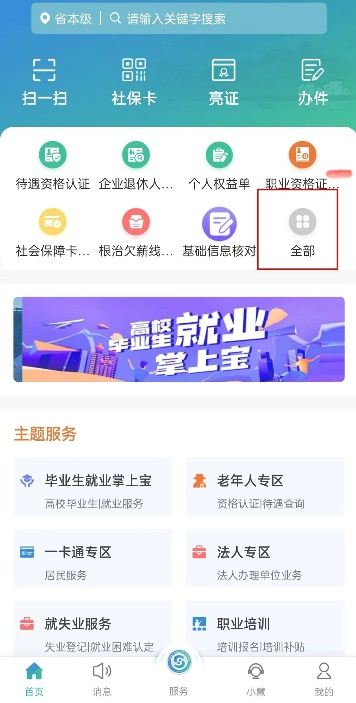 省本级 请输入关键字搜索
扫一扫 社保卡 亮证 办件
待遇资格认证 企业退休人... 个人权益单 职业资格证...
社会保障卡... 根治欠薪线... 基础信息核对 全部
高校
毕业生
就业
掌上宝
主题服务
毕业生就业掌上宝 老年人专区
高校毕业生|就业服务 资格认证|待遇查询
一卡通专区 法人专区
居民服务 法人办理单位业务
就失业服务 职业培训
失业登记|就业困难认定 培训报名|培训补贴
首页 消息 服务 小慧 我的